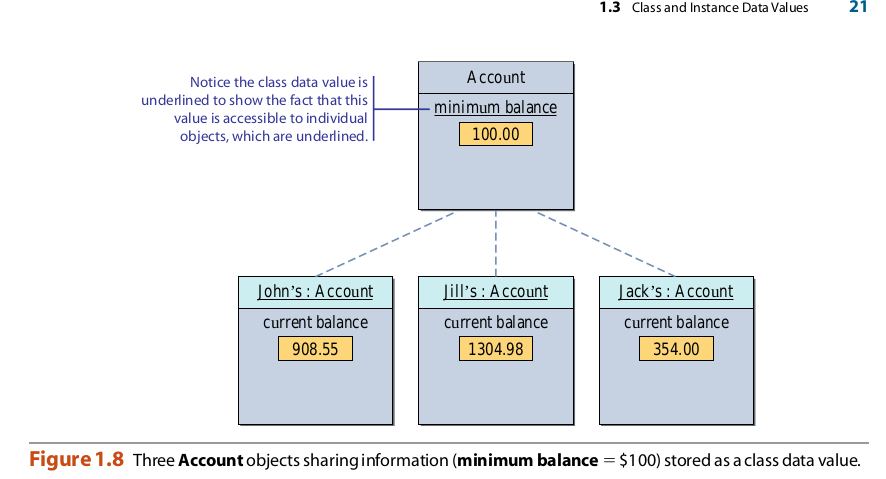 1.3 Class and Instance Data Values 21
Notice the class data value is
underlined to show the fact that this
value is accessible to individual
objects, which are underlined.
Account
minimum balance
100.00
John's : Account
current balance
908.55
Jill's : Account
current balance
1304.98
Jack's : Account
current balance
354.00
Figure 1.8 Three Account objects sharing information (minimum balance = $100) stored as a class data value.